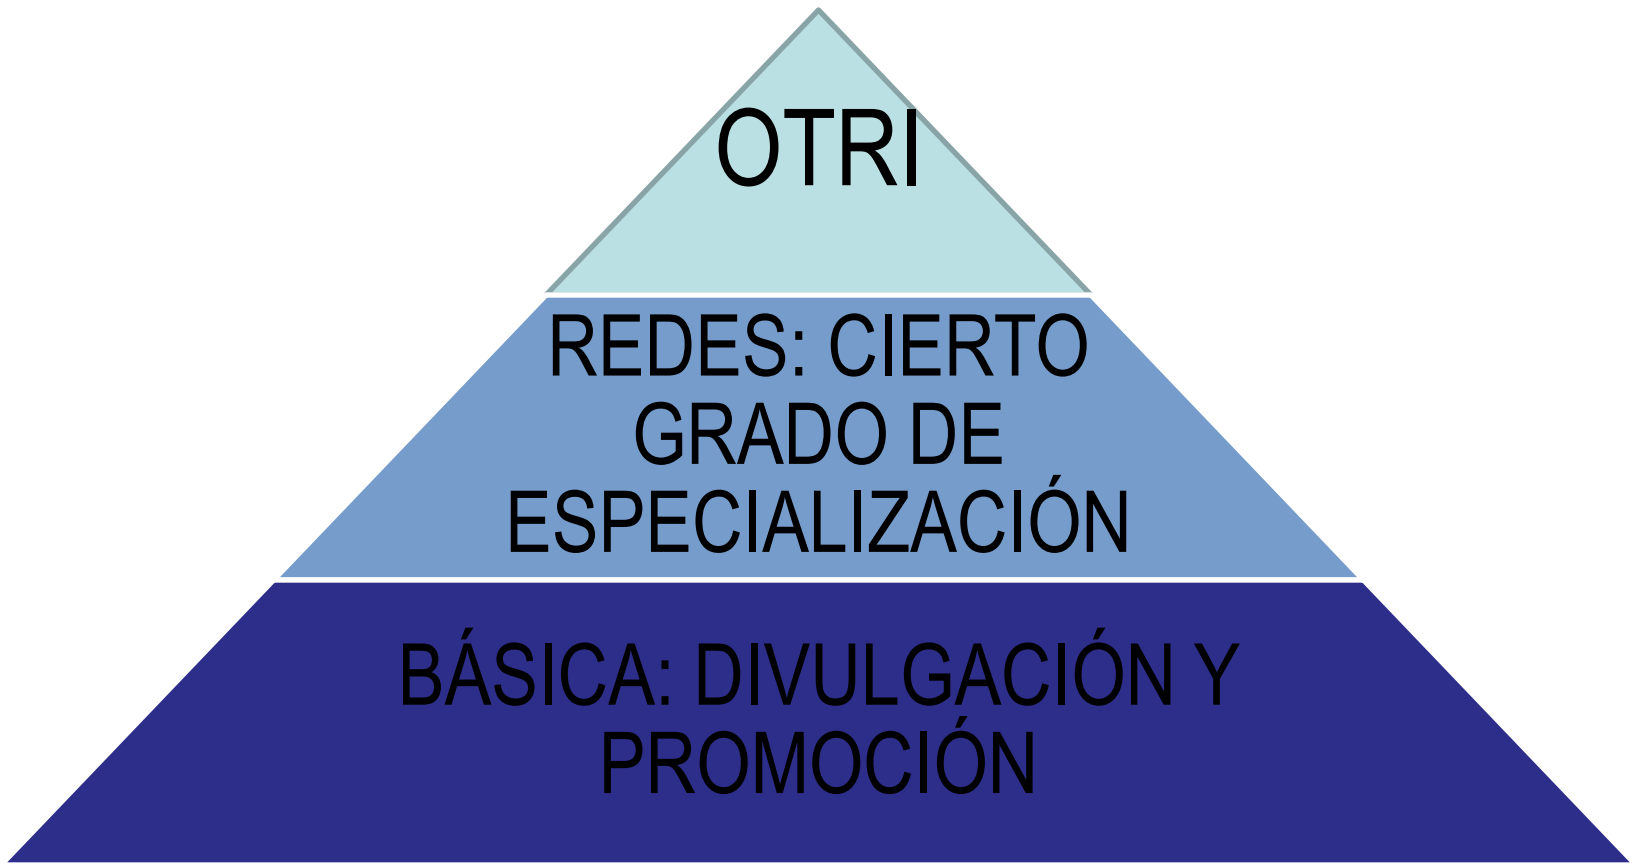 OTRI
REDES: CIERTO
GRADO DE
ESPECIALIZACIÓN
BÁSICA: DIVULGACIÓN Y
PROMOCIÓN